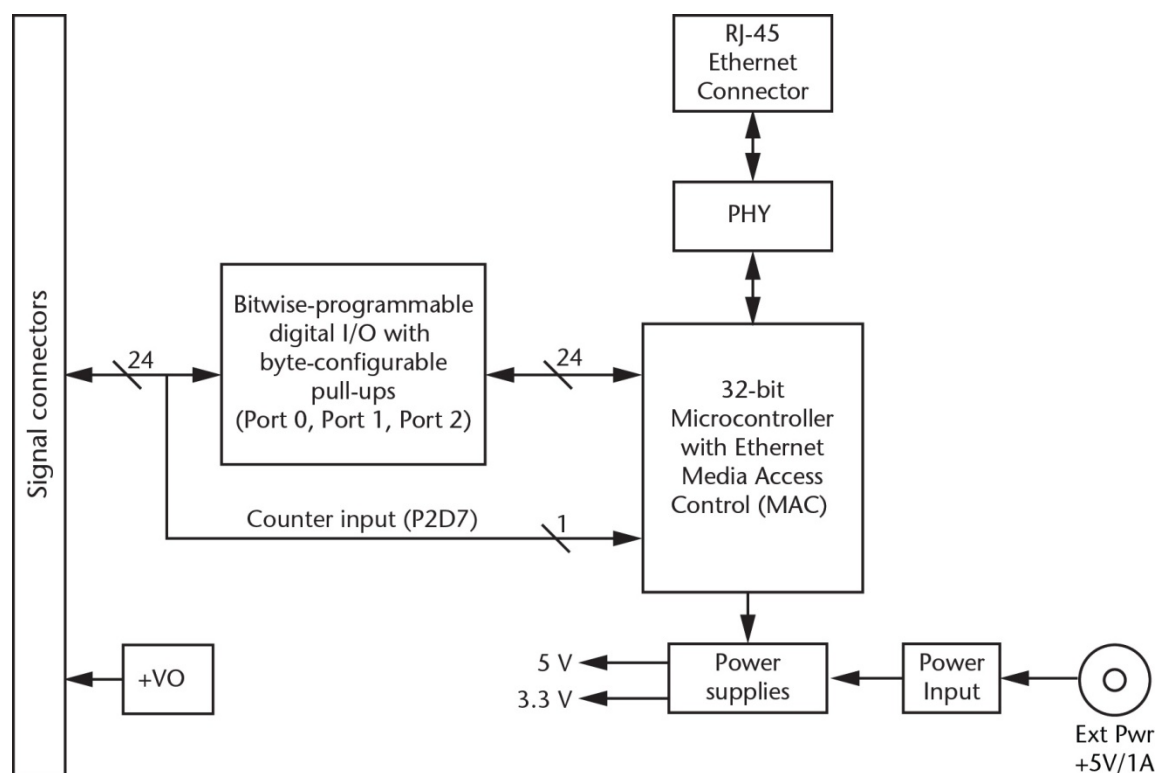 RJ-45
Ethernet
Connector
PHY
Signal connectors
24
Bitwise-programmable
digital I/O with
byte-configurable
pull-ups
(Port 0, Port 1, Port 2)
24
32-bit
Microcontroller
with Ethernet
Media Access
Control (MAC)
Counter input (P2D7)
1
+VO
5 V
3.3 V
Power
supplies
Power
Input
Ext Pwr
+5V/1A